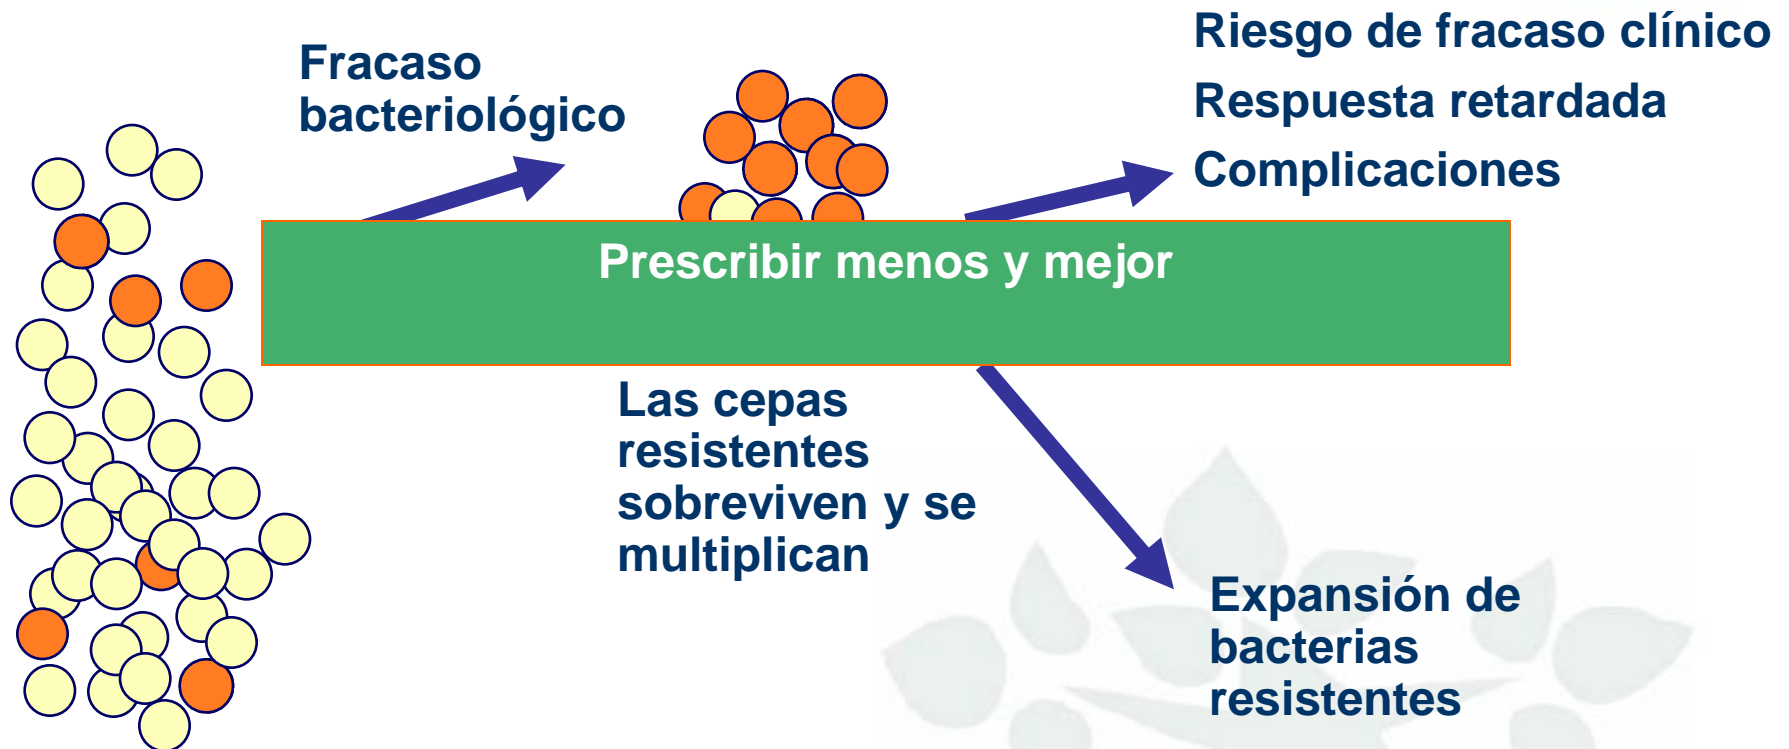 Fracaso
bacteriológico
Riesgo de fracaso clínico
Respuesta retardada
Complicaciones
Prescribir menos y mejor
Las cepas
resistentes
sobreviven y se
multiplican
Expansión de
bacterias
resistentes